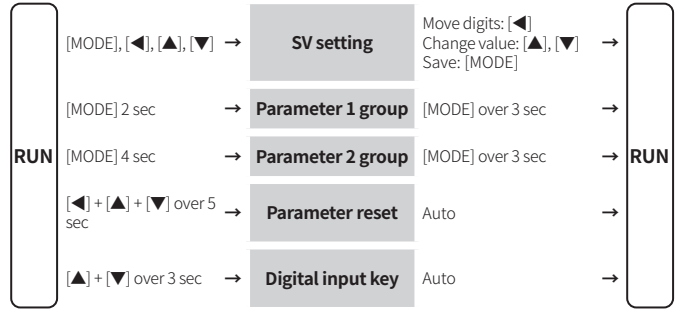 RUN
[MODE], [◀], [▲], [▼] → SV setting
Move digits: [◀]
Change value: [▲], [▼] →
Save: [MODE]
[MODE] 2 sec → Parameter 1 group [MODE] over 3 sec →
[MODE] 4 sec → Parameter 2 group [MODE] over 3 sec →
[◀] + [▲] + [▼] over 5
sec
→ Parameter reset Auto →
[▲] + [▼] over 3 sec → Digital input key Auto →
RUN